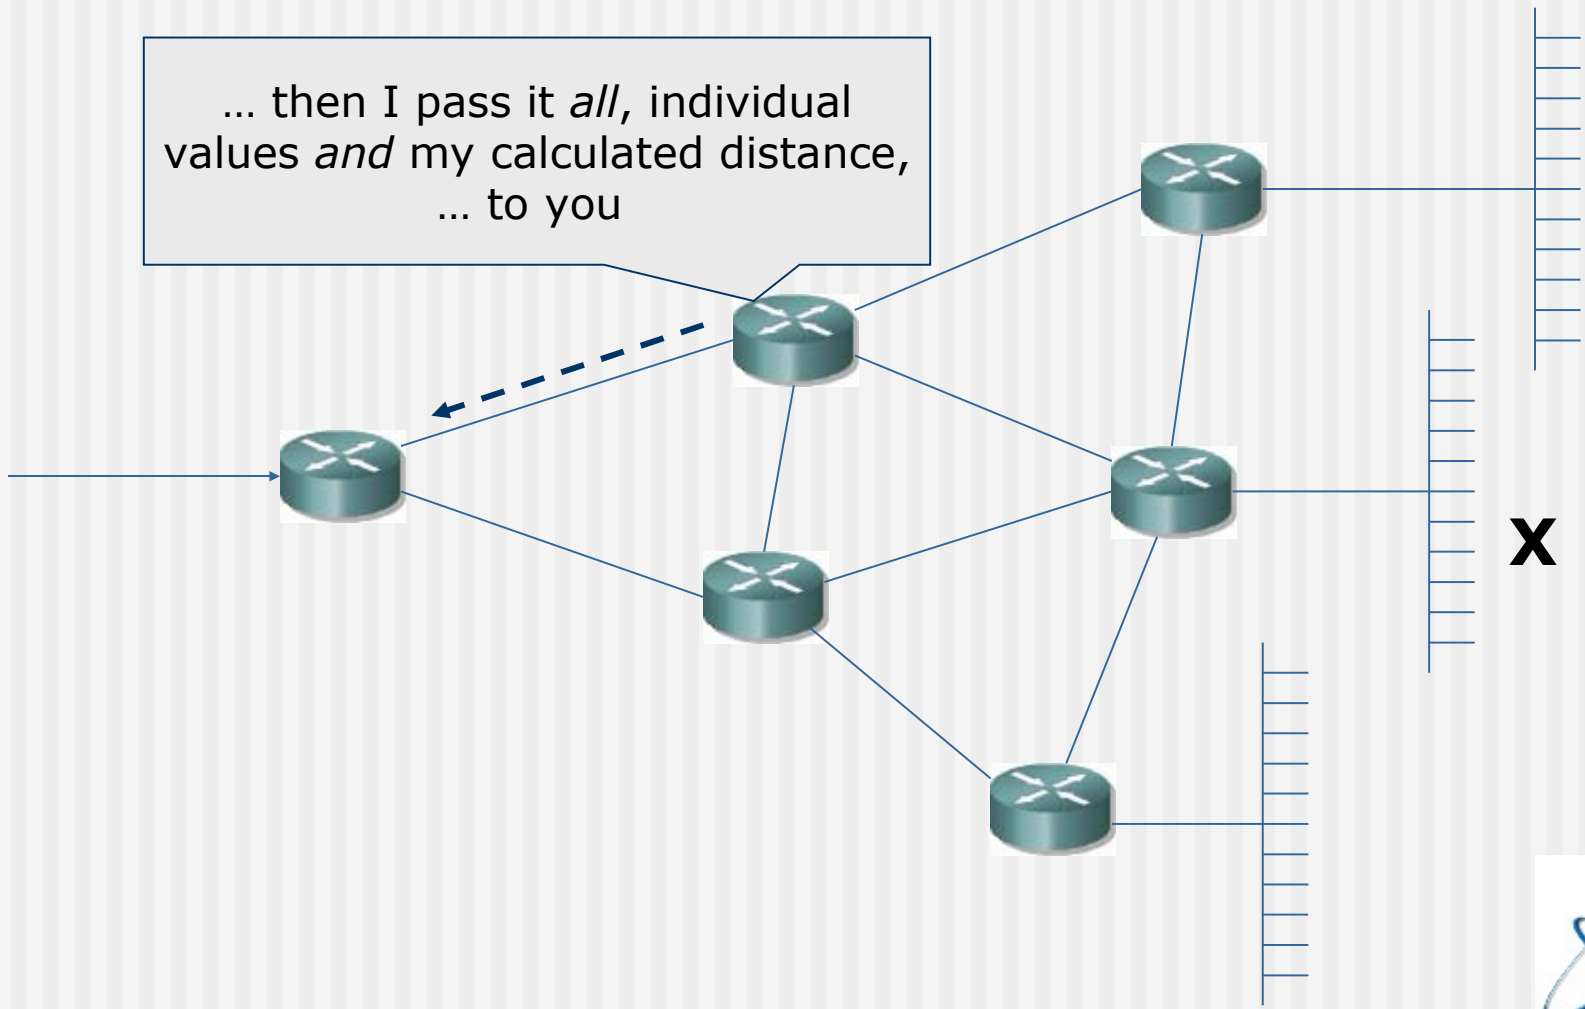 … then I pass it all, individual
values and my calculated distance,
… to you
X